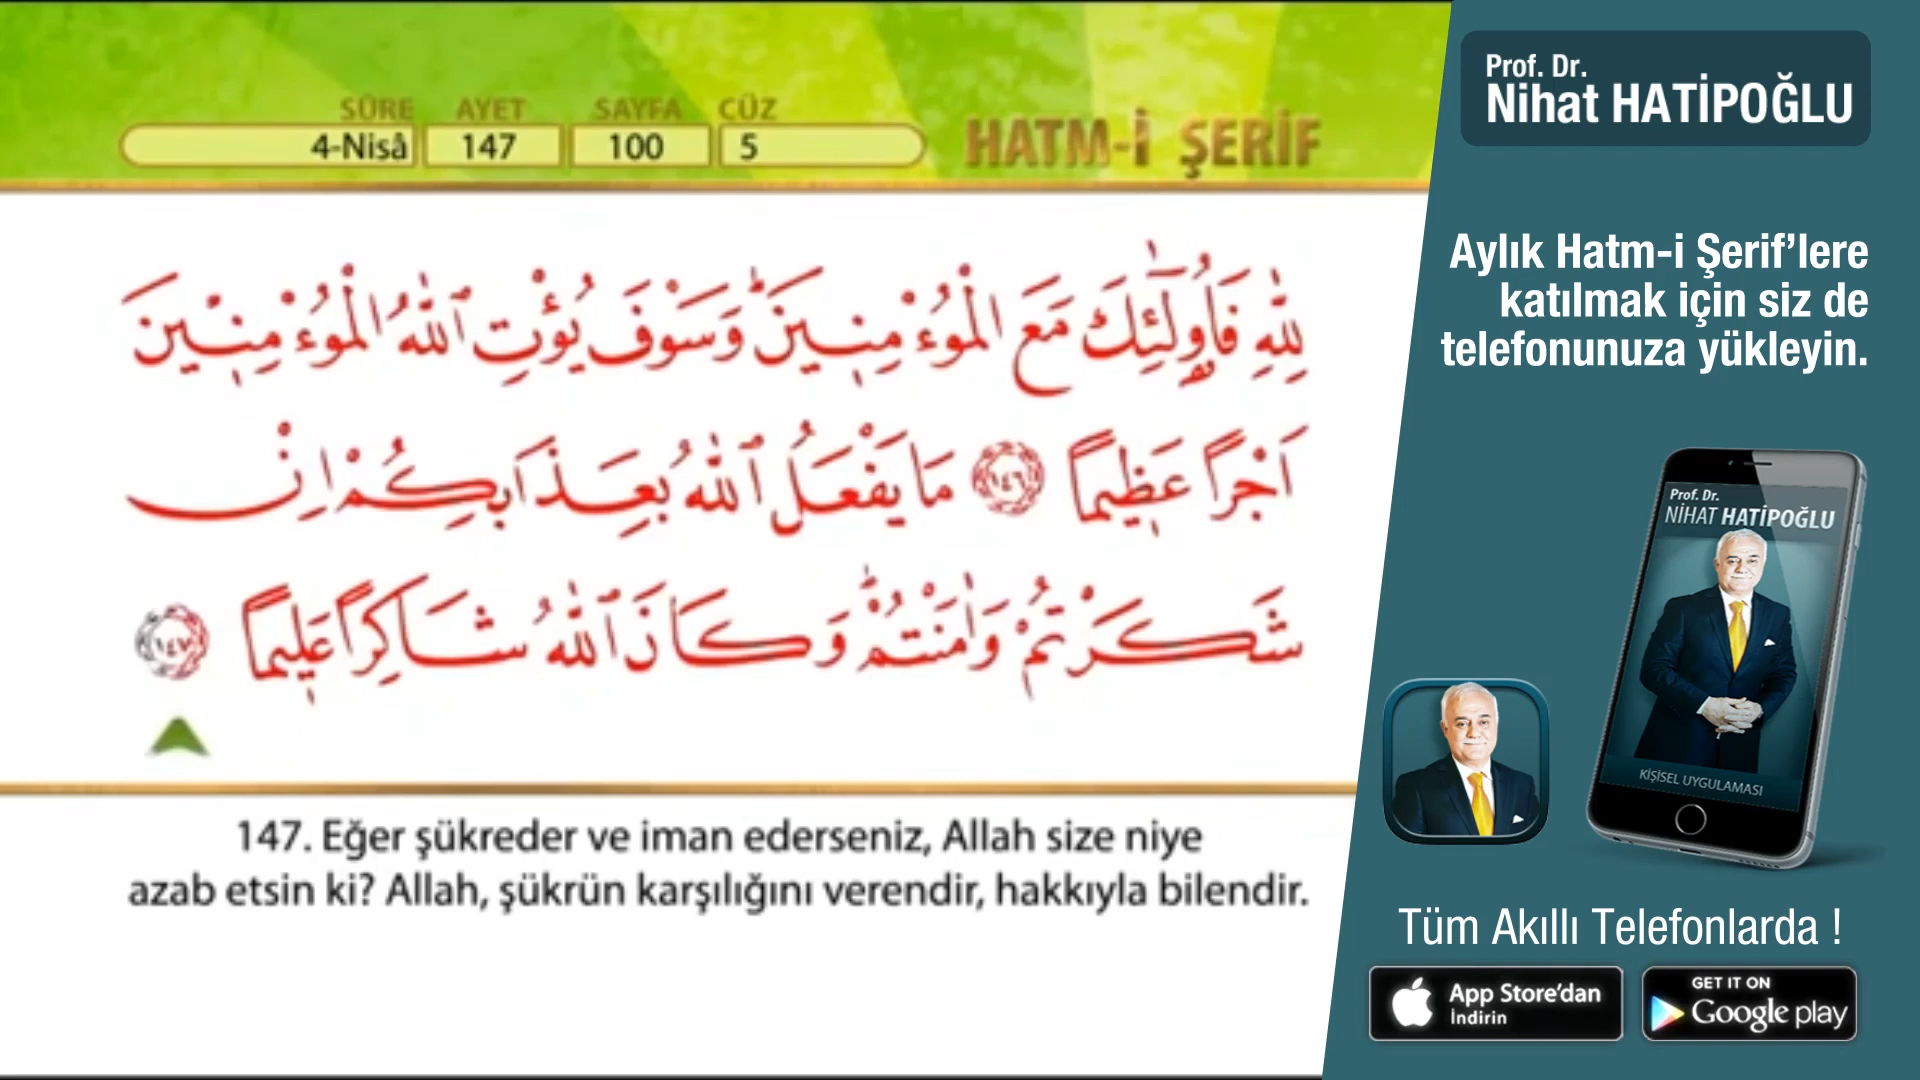 SÛRE AYET SAYFA CÜZ
4-Nisâ 147 100 5
HATM-İ ŞERİF
لِلّٰهِ فَاُو۬لٰٓئِكَ مَعَ الْمُؤْمِن۪ينَۜ وَسَوْفَ يُؤْتِ اللّٰهُ الْمُؤْمِن۪ينَ
اَجْرًا عَظ۪يمًا ﴿١٤٦﴾ مَا يَفْعَلُ اللّٰهُ بِعَذَابِكُمْ اِنْ
شَكَرْتُمْ وَاٰمَنْتُمْۜ وَكَانَ اللّٰهُ شَاكِرًا عَل۪يمًا ﴿١٤٧﴾
147. Eğer şükreder ve iman ederseniz, Allah size niye
azab etsin ki? Allah, şükrün karşılığını verendir, hakkıyla bilendir.
Prof. Dr.
Nihat HATİPOĞLU
Aylık Hatm-i Şerif’lere
katılmak için siz de
telefonunuza yükleyin.
Prof. Dr.
NİHAT HATİPOĞLU
KİŞİSEL UYGULAMASI
Tüm Akıllı Telefonlarda !
App Store’dan
İndirin
GET IT ON
Google play